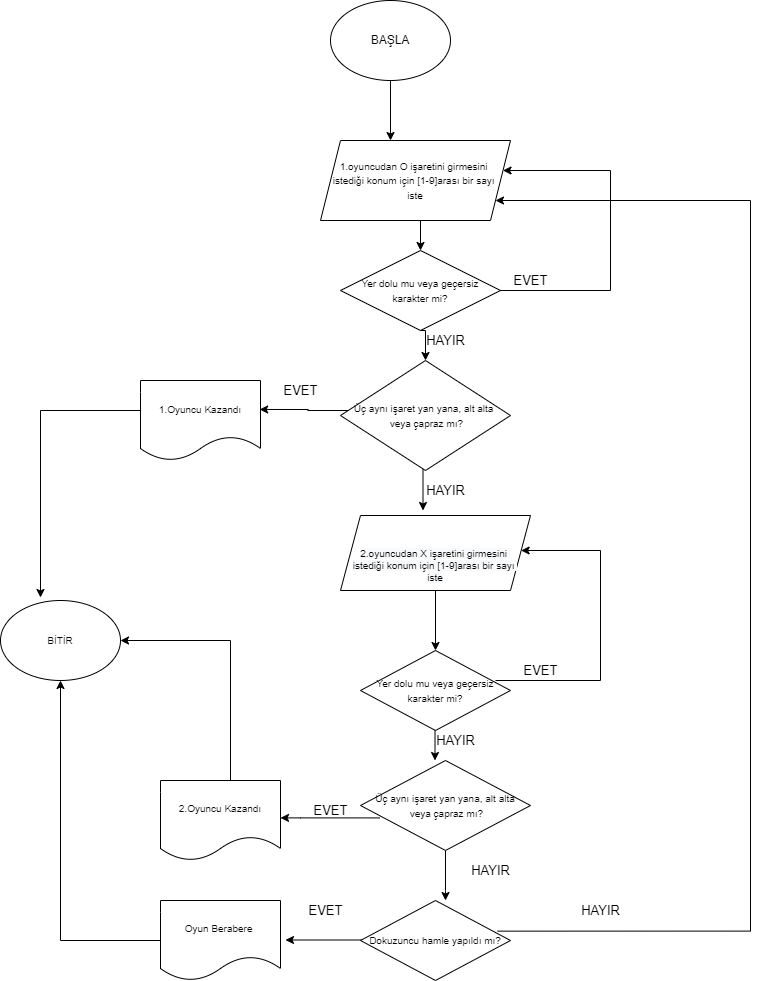 BAŞLA
1.oyuncudan O işaretini girmesini
istediği konum için [1-9]arası bir sayı
iste
Yer dolu mu veya geçersiz
karakter mi?
EVET
HAYIR
Üç aynı işaret yan yana, alt alta
veya çapraz mı?
EVET
1.Oyuncu Kazandı
HAYIR
2.oyuncudan X işaretini girmesini
istediği konum için [1-9]arası bir sayı
iste
BİTİR
Yer dolu mu veya geçersiz
karakter mi?
EVET
HAYIR
Üç aynı işaret yan yana, alt alta
veya çapraz mı?
EVET
2.Oyuncu Kazandı
HAYIR
Dokuzuncu hamle yapıldı mı?
EVET
HAYIR
Oyun Berabere